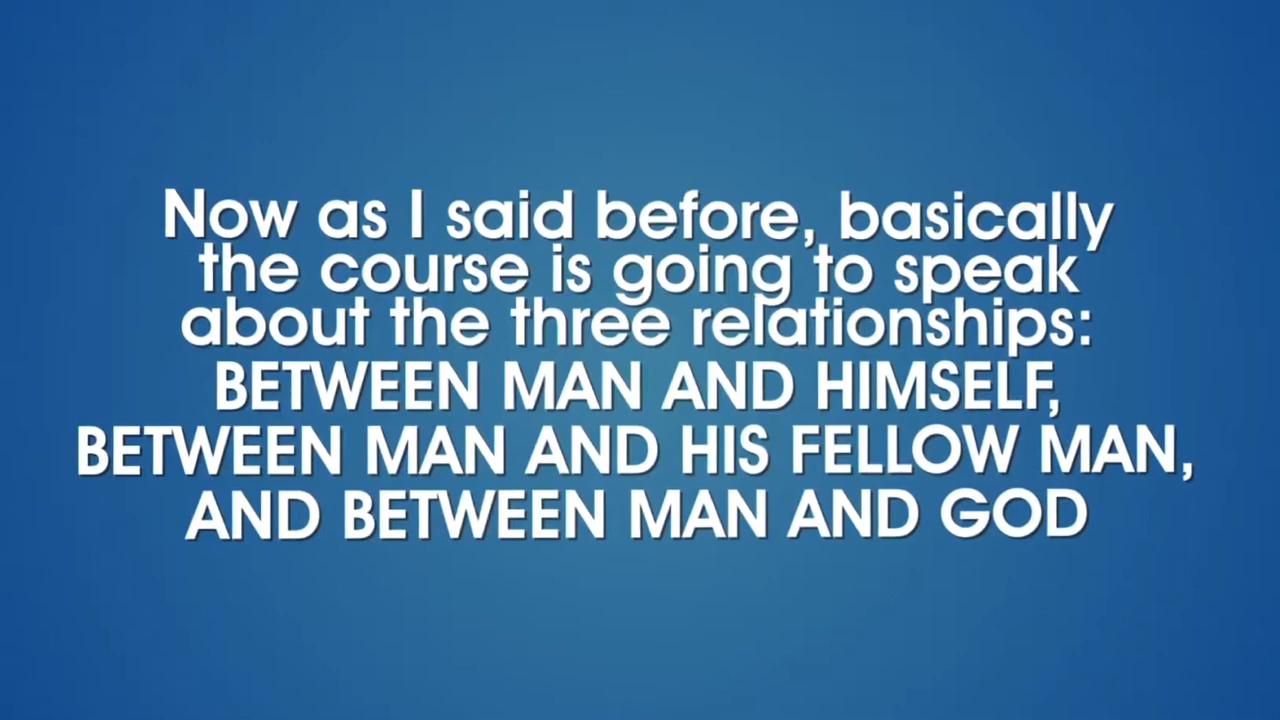 Now as I said before, basically
the course is going to speak
about the three relationships:
BETWEEN MAN AND HIMSELF,
BETWEEN MAN AND HIS FELLOW MAN,
AND BETWEEN MAN AND GOD